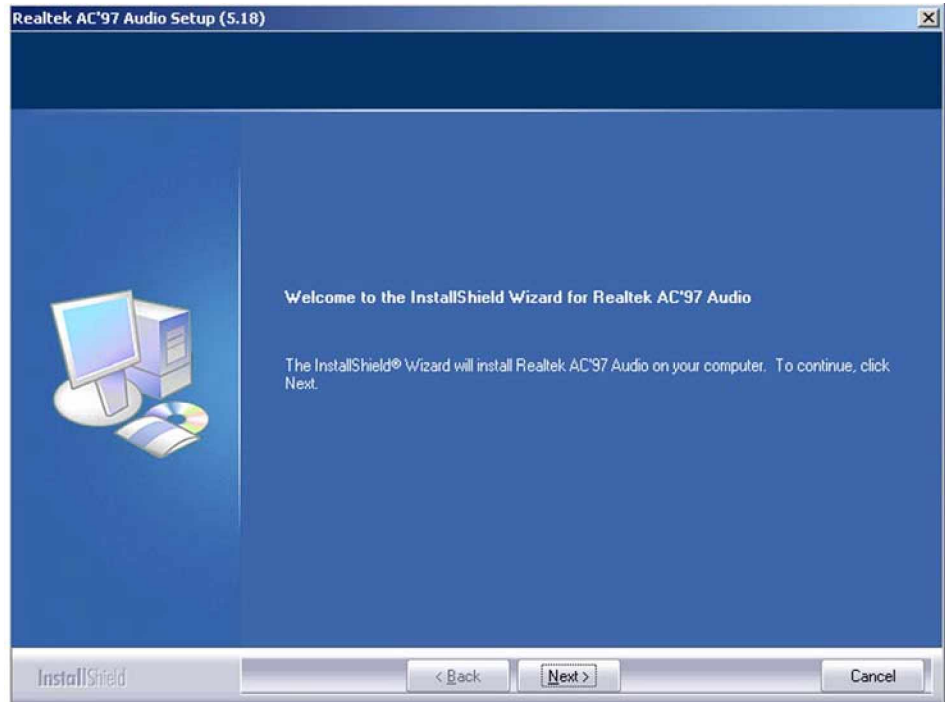 Realtek AC'97 Audio Setup (5.18)
Welcome to the InstallShield Wizard for Realtek AC'97 Audio
The InstallShield® Wizard will install Realtek AC'97 Audio on your computer. To continue, click
Next.
InstallShield
< Back
Next >
Cancel